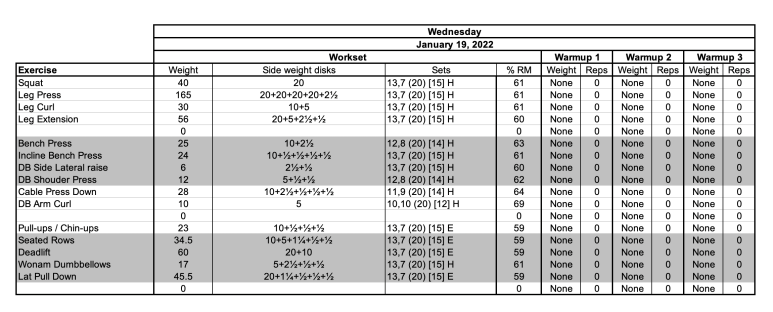 Wednesday
January 19, 2022
Workset Warmup 1 Warmup 2 Warmup 3
Exercise Weight Side weight disks Sets % RM Weight Reps Weight Reps Weight Reps
Squat 40 20 13,7 (20) [15] H 61 None 0 None 0 None 0
Leg Press 165 20+20+20+20+2½ 13,7 (20) [15] H 61 None 0 None 0 None 0
Leg Curl 30 10+5 13,7 (20) [15] H 61 None 0 None 0 None 0
Leg Extension 56 20+5+2½+½ 13,7 (20) [15] H 60 None 0 None 0 None 0
0 0 None 0 None 0 None 0
Bench Press 25 10+2½ 12,8 (20) [14] H 63 None 0 None 0 None 0
Incline Bench Press 24 10+½+½+½+½ 13,7 (20) [15] H 61 None 0 None 0 None 0
DB Side Lateral raise 6 2½+½ 13,7 (20) [15] H 60 None 0 None 0 None 0
DB Shouder Press 12 5+½+½ 12,8 (20) [14] H 62 None 0 None 0 None 0
Cable Press Down 28 10+2½+½+½+½ 11,9 (20) [14] H 64 None 0 None 0 None 0
DB Arm Curl 10 5 10,10 (20) [12] H 69 None 0 None 0 None 0
0 0 None 0 None 0 None 0
Pull-ups / Chin-ups 23 10+½+½+½ 13,7 (20) [15] E 59 None 0 None 0 None 0
Seated Rows 34.5 10+5+1¼+½+½ 13,7 (20) [15] E 59 None 0 None 0 None 0
Deadlift 60 20+10 13,7 (20) [15] E 59 None 0 None 0 None 0
Wonam Dumbbellows 17 5+2½+½+½ 13,7 (20) [15] H 61 None 0 None 0 None 0
Lat Pull Down 45.5 20+1¼+½+½+½ 13,7 (20) [15] E 59 None 0 None 0 None 0
0 0 None 0 None 0 None 0